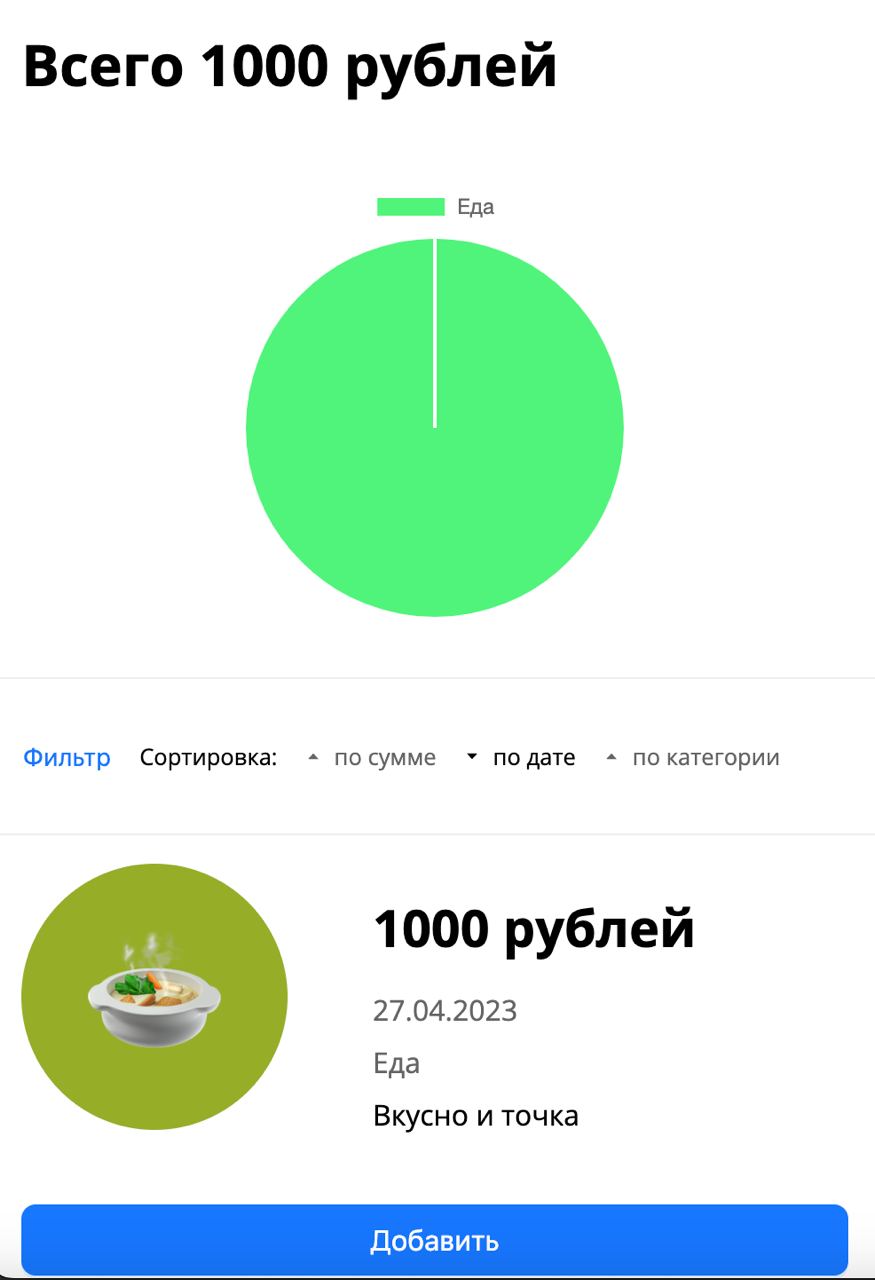 Всего 1000 рублей
Еда
Фильтр Сортировка: по сумме по дате по категории
1000 рублей
27.04.2023
Еда
Вкусно и точка
Добавить